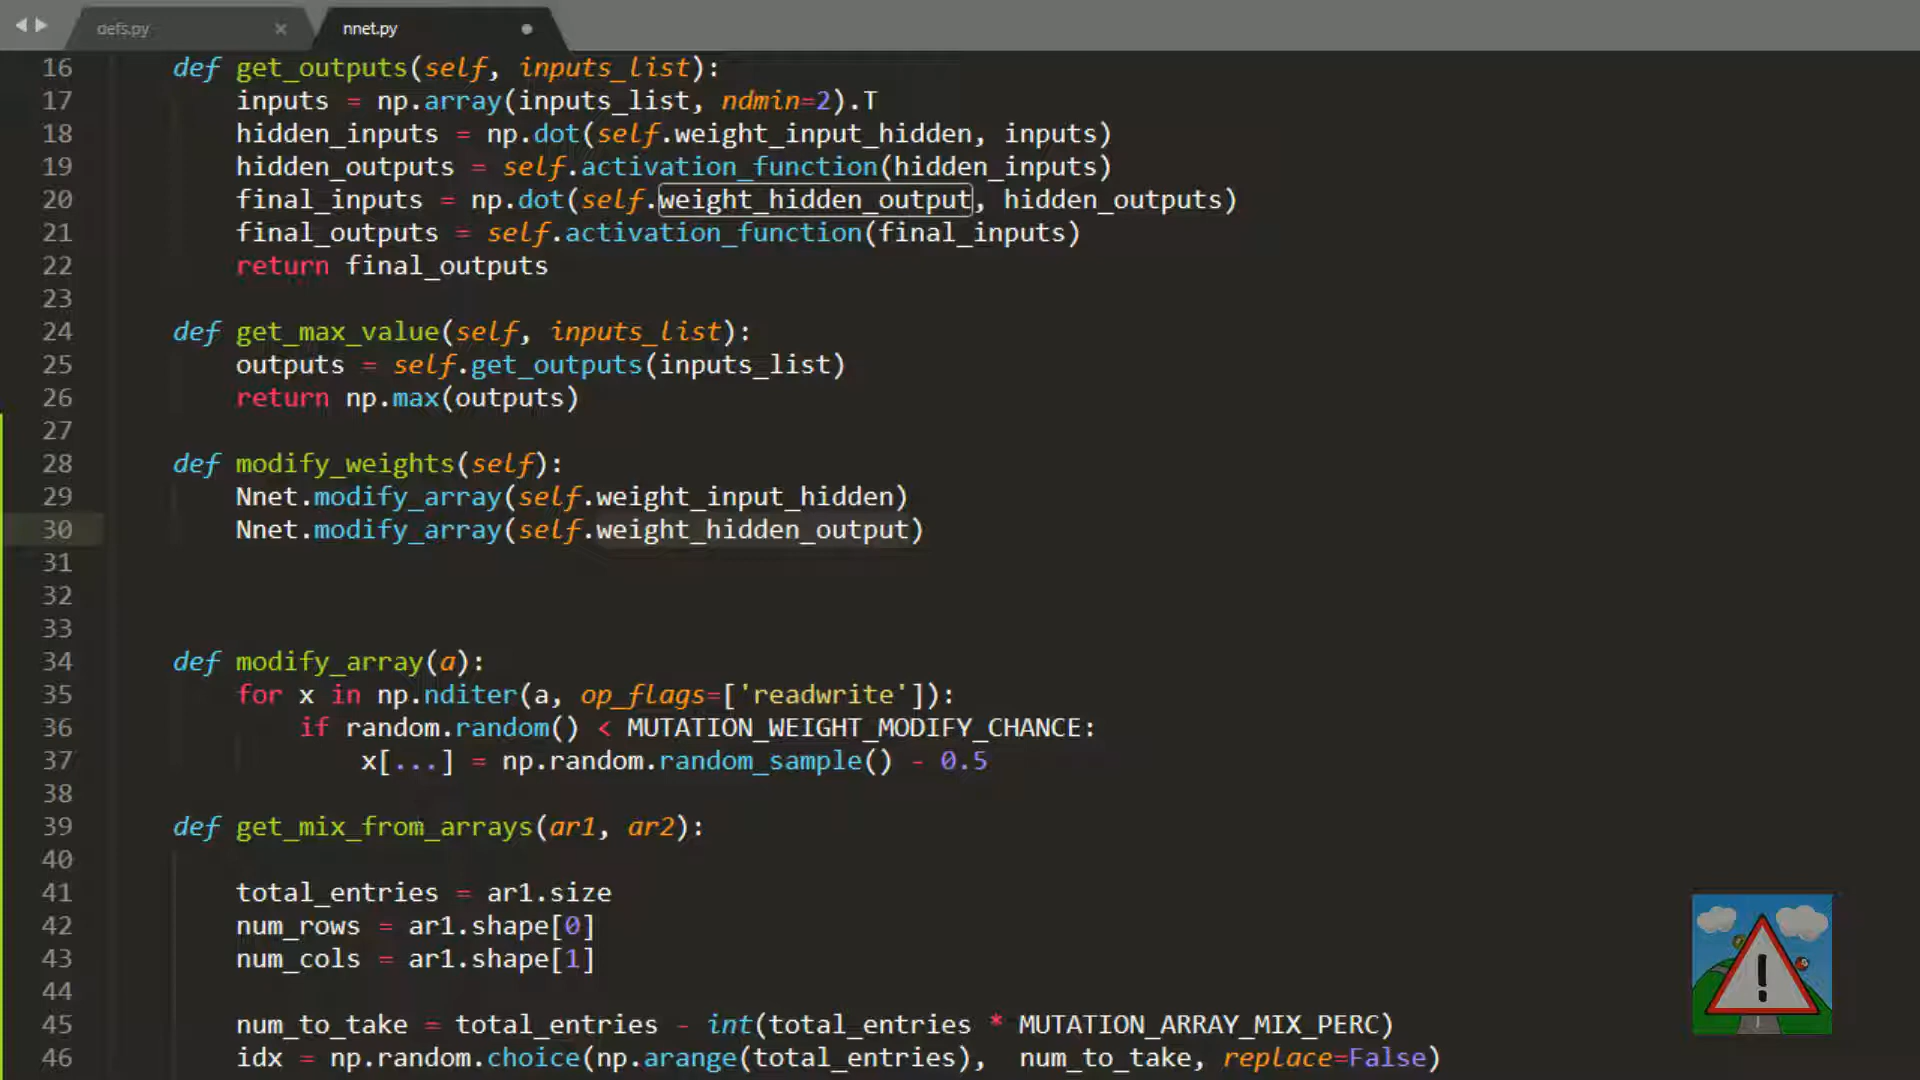 defs.py × nnet.py
16 def get_outputs(self, inputs_list):
17 inputs = np.array(inputs_list, ndmin=2).T
18 hidden_inputs = np.dot(self.weight_input_hidden, inputs)
19 hidden_outputs = self.activation_function(hidden_inputs)
20 final_inputs = np.dot(self.weight_hidden_output, hidden_outputs)
21 final_outputs = self.activation_function(final_inputs)
22 return final_outputs
23
24 def get_max_value(self, inputs_list):
25 outputs = self.get_outputs(inputs_list)
26 return np.max(outputs)
27
28 def modify_weights(self):
29 Nnet.modify_array(self.weight_input_hidden)
30 Nnet.modify_array(self.weight_hidden_output)
31
32
33
34 def modify_array(a):
35 for x in np.nditer(a, op_flags=['readwrite']):
36 if random.random() < MUTATION_WEIGHT_MODIFY_CHANCE:
37 x[...] = np.random.random_sample() - 0.5
38
39 def get_mix_from_arrays(ar1, ar2):
40
41 total_entries = ar1.size
42 num_rows = ar1.shape[0]
43 num_cols = ar1.shape[1]
44
45 num_to_take = total_entries - int(total_entries * MUTATION_ARRAY_MIX_PERC)
46 idx = np.random.choice(np.arange(total_entries), num_to_take, replace=False)